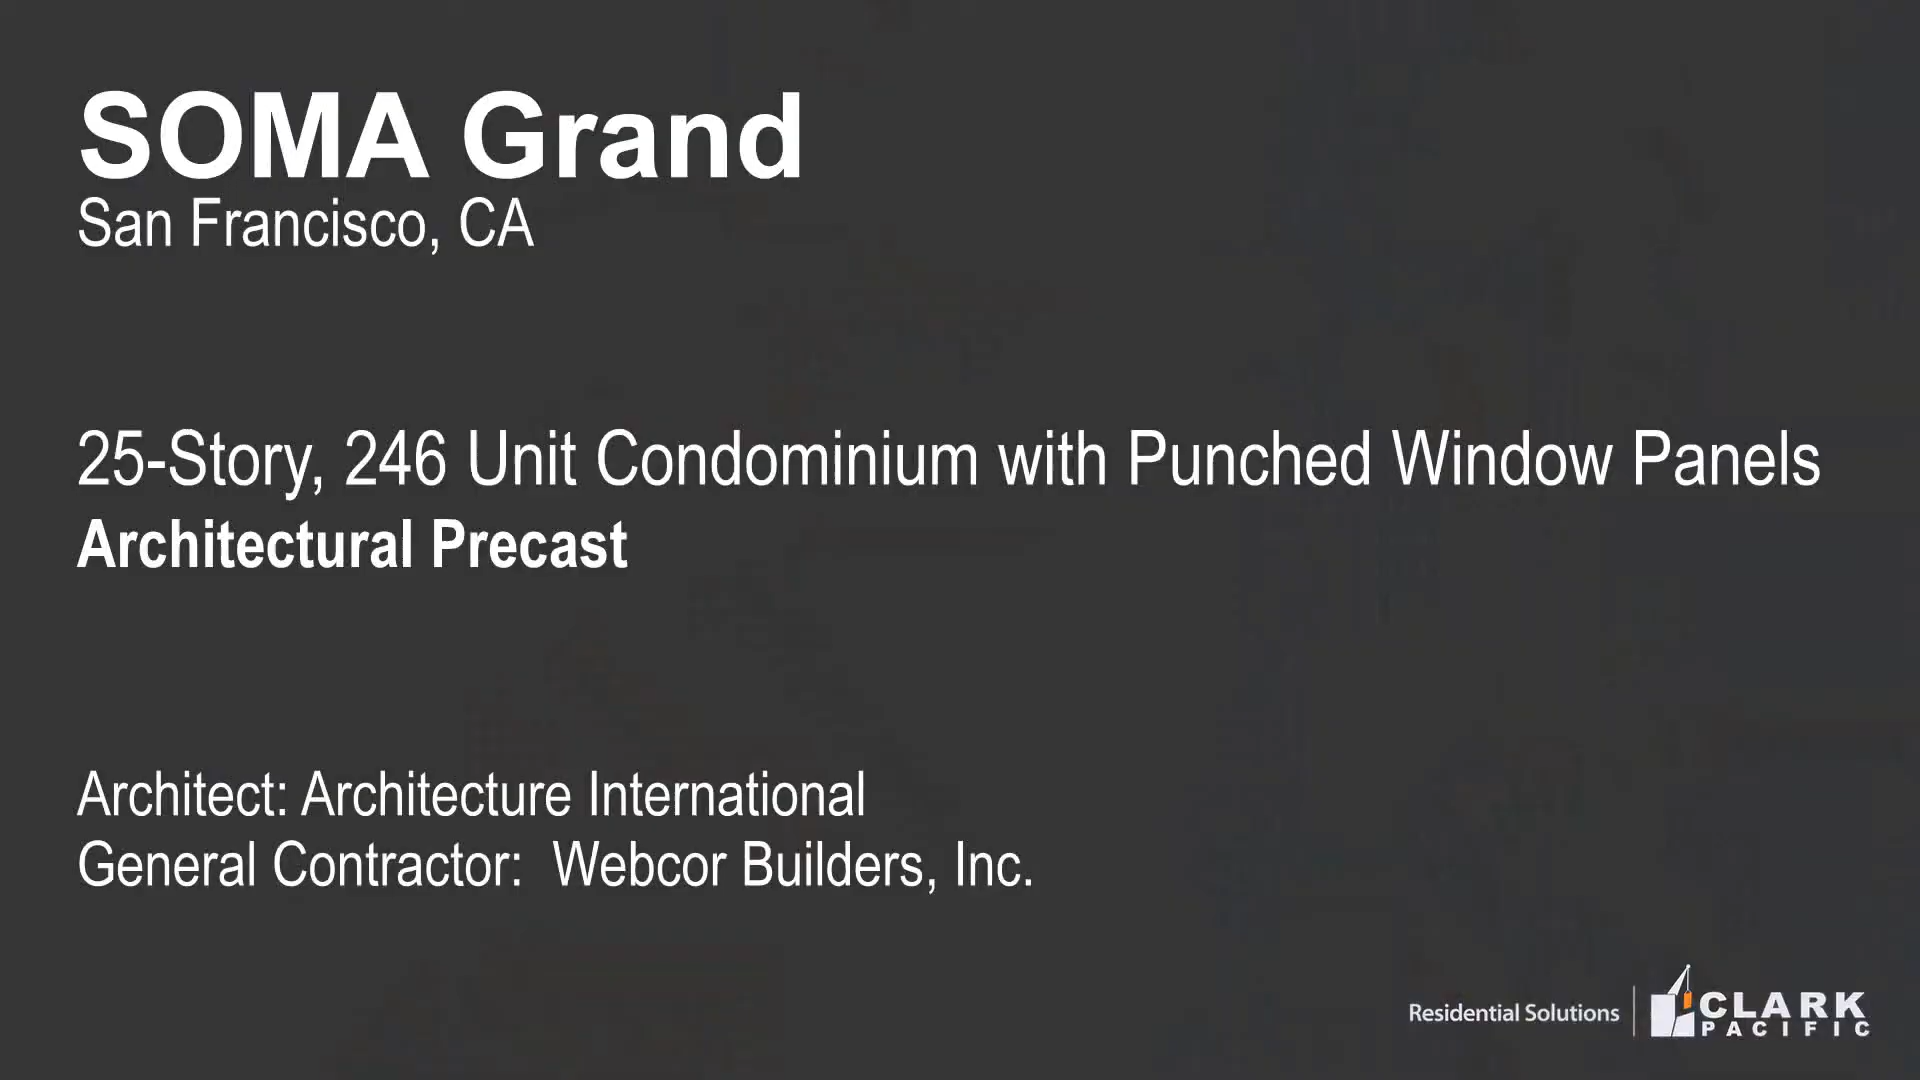 SOMA Grand
San Francisco, CA
25-Story, 246 Unit Condominium with Punched Window Panels
Architectural Precast
Architect: Architecture International
General Contractor:  Webcor Builders, Inc.
Residential Solutions
CLARK
PACIFIC